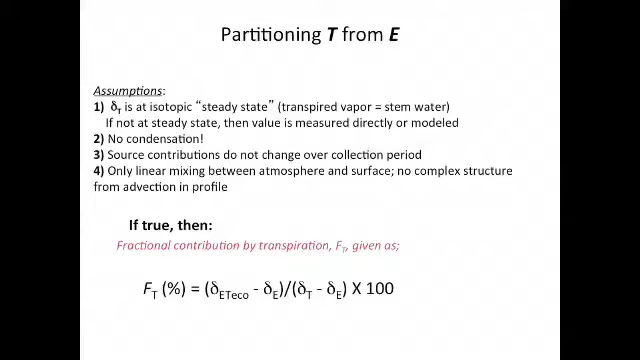 Partitioning T from E
Assumptions:
1) δT is at isotopic “steady state” (transpired vapor = stem water)
If not at steady state, then value is measured directly or modeled
2) No condensation!
3) Source contributions do not change over collection period
4) Only linear mixing between atmosphere and surface; no complex structure
from advection in profile
If true, then:
Fractional contribution by transpiration, FT, given as;
FT (%) = (δETeco - δE)/(δT - δE) X 100